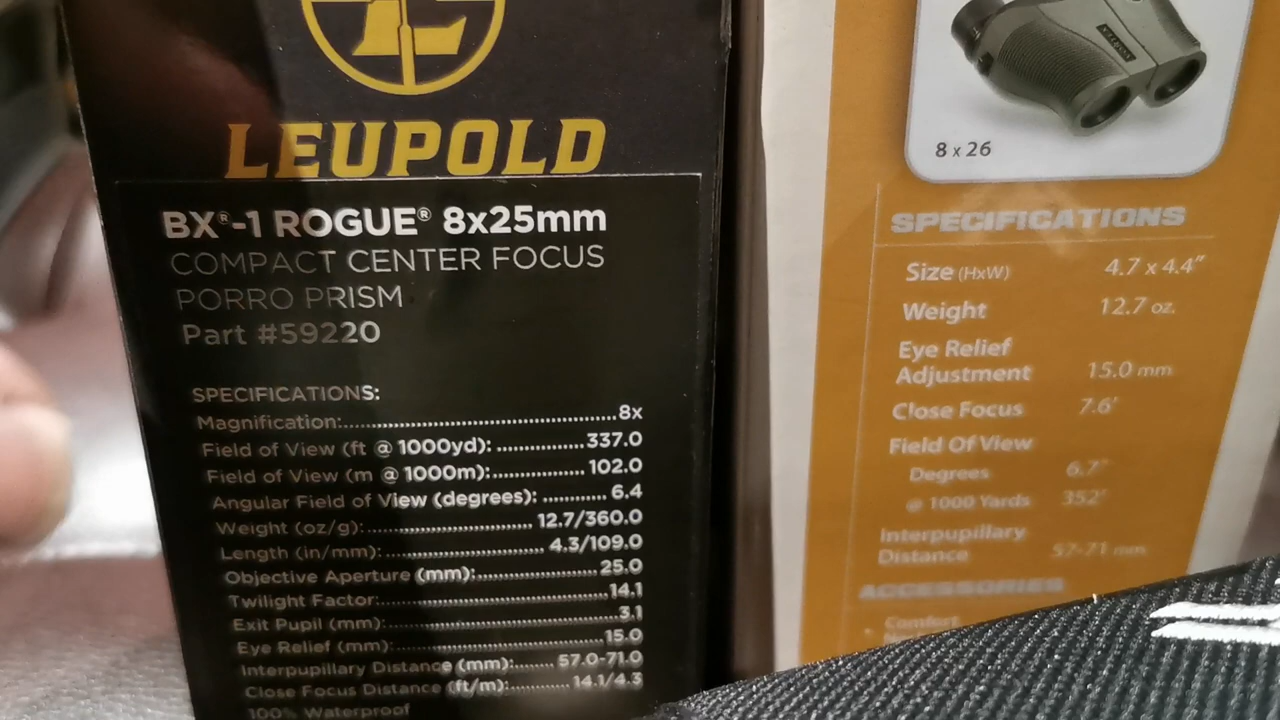 LEUPOLD
BX®-1 ROGUE® 8x25mm
COMPACT CENTER FOCUS
PORRO PRISM
Part #59220
SPECIFICATIONS:
Magnification:...........8x
Field of View (ft @ 1000yd):...........337.0
Field of View (m @ 1000m):...........102.0
Angular Field of View (degrees):...........6.4
Weight (oz/g):...........12.7/360.0
Length (in/mm):...........4.3/109.0
Objective Aperture (mm):...........25.0
Twilight Factor:...........14.1
Exit Pupil (mm):...........3.1
Eye Relief (mm):...........15.0
Interpupillary Distance (mm):.......57.0-71.0
Close Focus Distance (ft/m):...........14.1/4.3
100% Waterproof
8 x 26
SPECIFICATIONS
Size (HxW) 4.7 x 4.4"
Weight 12.7 oz.
Eye Relief
Adjustment 15.0 mm
Close Focus 7.6'
Field Of View
Degrees 6.7°
@ 1000 Yards 352'
Interpupillary
Distance 57-71 mm
ACCESSORIES
Comfort